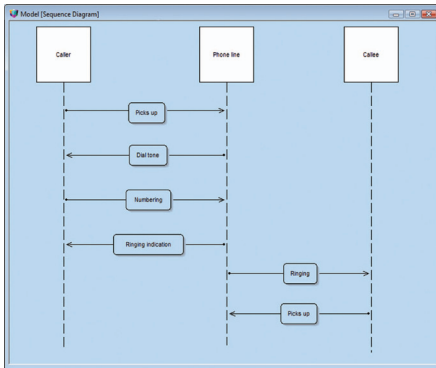 Model [Sequence Diagram]
Caller
Phone line
Callee
Picks up
Dial tone
Numbering
Ringing indication
Ringing
Picks up